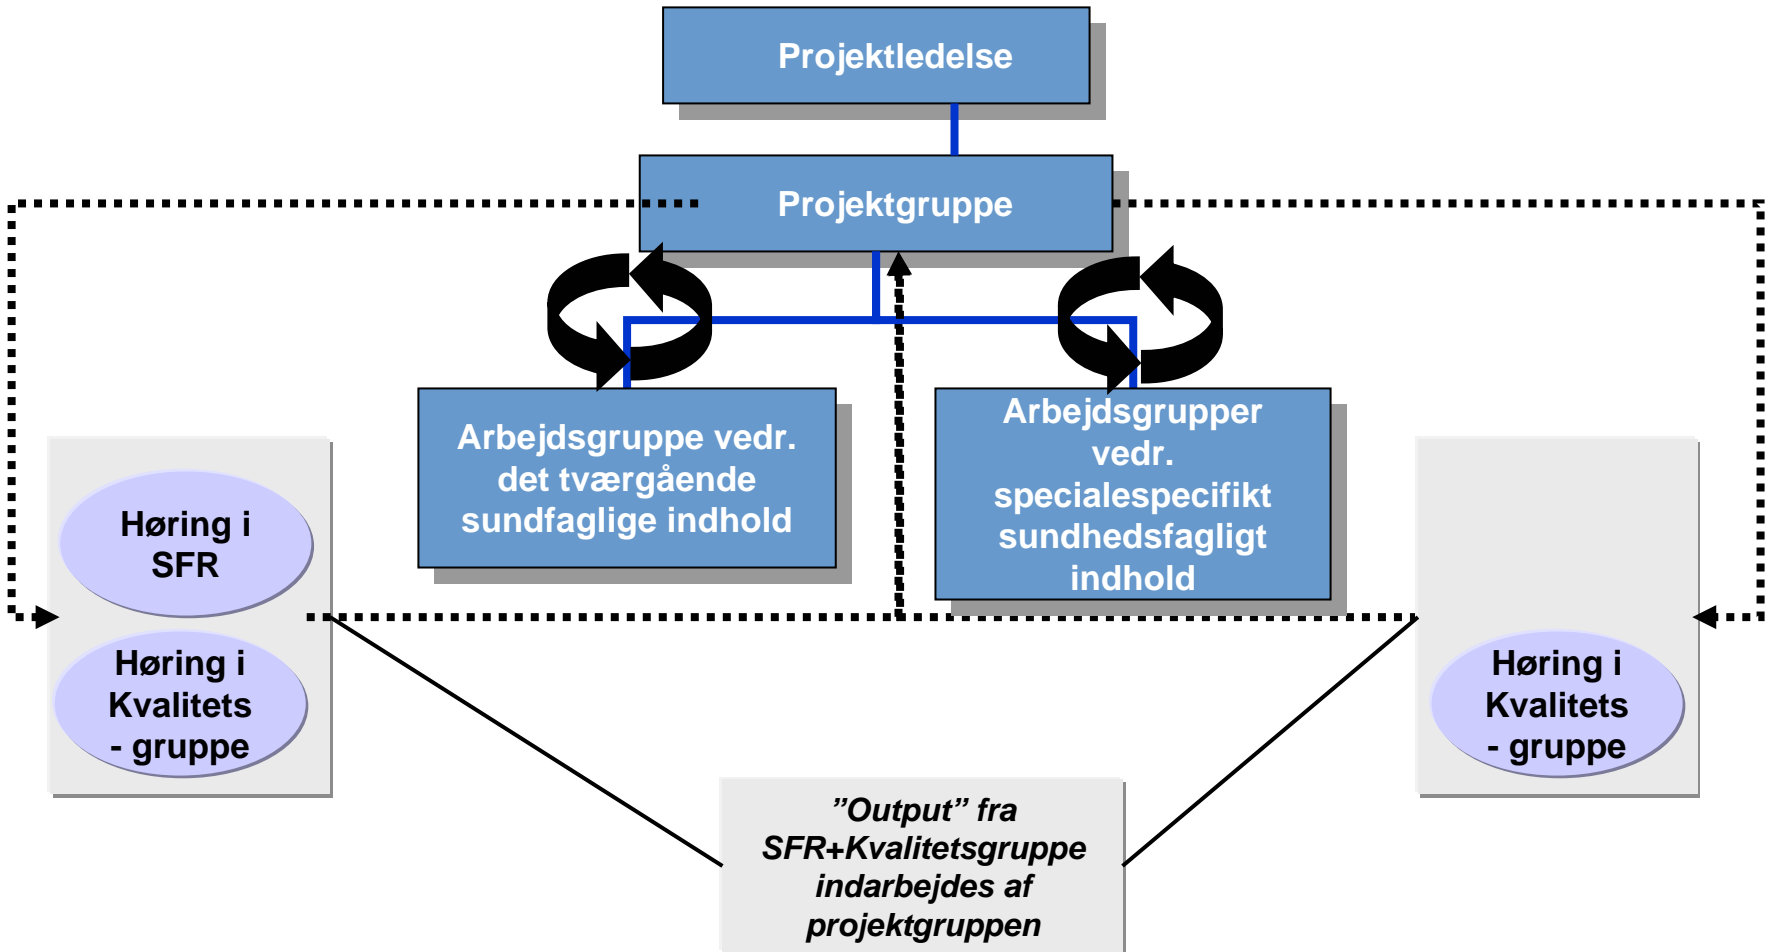 Projektledelse
Projektgruppe
Arbejdsgruppe vedr.
det tværgående
sundfaglige indhold
Arbejdsgrupper
vedr.
specialespecifikt
sundhedsfagligt
indhold
Høring i
SFR
Høring i
Kvalitets
- gruppe
Høring i
Kvalitets
- gruppe
”Output” fra
SFR+Kvalitetsgruppe
indarbejdes af
projektgruppen